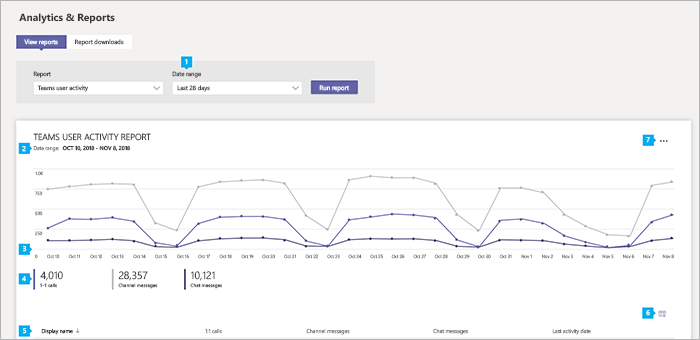 Analytics & Reports
View reports Report downloads
1
Report Date range
Teams user activity Last 28 days Run report
TEAMS USER ACTIVITY REPORT 7
2 Date range: OCT 10, 2018 - NOV 8, 2018
10K
750
500
250
3 0 Oct 10 Oct 11 Oct 12 Oct 13 Oct 14 Oct 15 Oct 16 Oct 17 Oct 18 Oct 19 Oct 20 Oct 21 Oct 22 Oct 23 Oct 24 Oct 25 Oct 26 Oct 27 Oct 28 Oct 29 Oct 30 Oct 31 Nov 1 Nov 2 Nov 3 Nov 4 Nov 5 Nov 6 Nov 7 Nov 8
4 4,010 28,357 10,121
1-1 calls Channel messages Chat messages
6
5 Display name ↓ 1:1 calls Channel messages Chat messages Last activity date